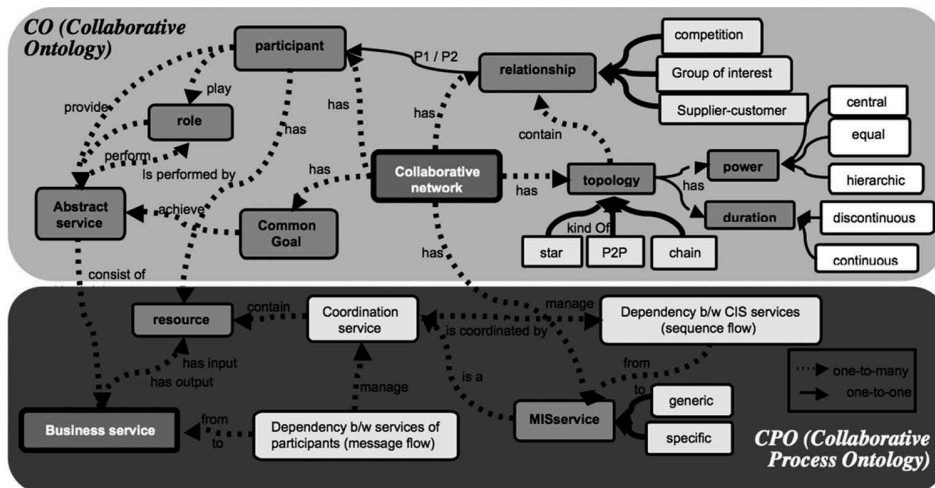 CO (Collaborative
Ontology)
participant
P1 / P2
relationship
competition
Group of interest
Supplier-customer
provide
play
has
has
has
contain
central
equal
hierarchic
role
perform
Is performed by
has
Collaborative
network
has
topology
has
power
duration
discontinuous
continuous
Abstract
service
achieve
Common
Goal
has
kind Of
star
P2P
chain
consist of
resource
contain
Coordination
service
manage
is coordinated by
Dependency b/w CIS services
(sequence flow)
has input
has output
is a
manage
from
to
one-to-many
one-to-one
Business service
from
to
Dependency b/w services of
participants (message flow)
MISservice
generic
specific
CPO (Collaborative
Process Ontology)